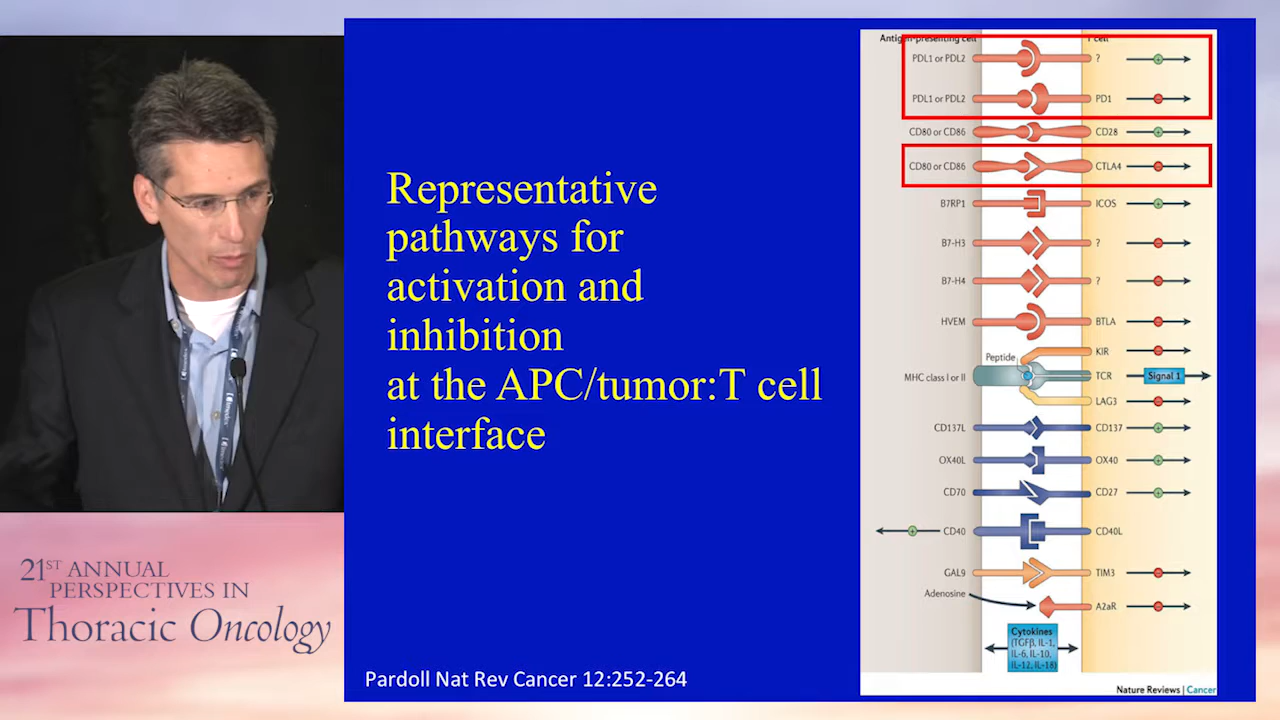 Representative
pathways for
activation and
inhibition
at the APC/tumor:T cell
interface
Pardoll Nat Rev Cancer 12:252-264
Antigen-presenting cell T cell
PDL1 or PDL2 ?
PDL1 or PDL2 PD1
CD80 or CD86 CD28
CD80 or CD86 CTLA4
B7RP1 ICOS
B7-H3 ?
B7-H4 ?
HVEM BTLA
KIR
Peptide
MHC class I or II TCR Signal 1
LAG3
CD137L CD137
OX40L OX40
CD70 CD27
CD40 CD40L
GAL9 TIM3
Adenosine
A2aR
Cytokines
(TGFβ, IL-1,
IL-6, IL-10,
IL-12, IL-18)
Nature Reviews | Cancer
21ST ANNUAL
PERSPECTIVES IN
Thoracic Oncology